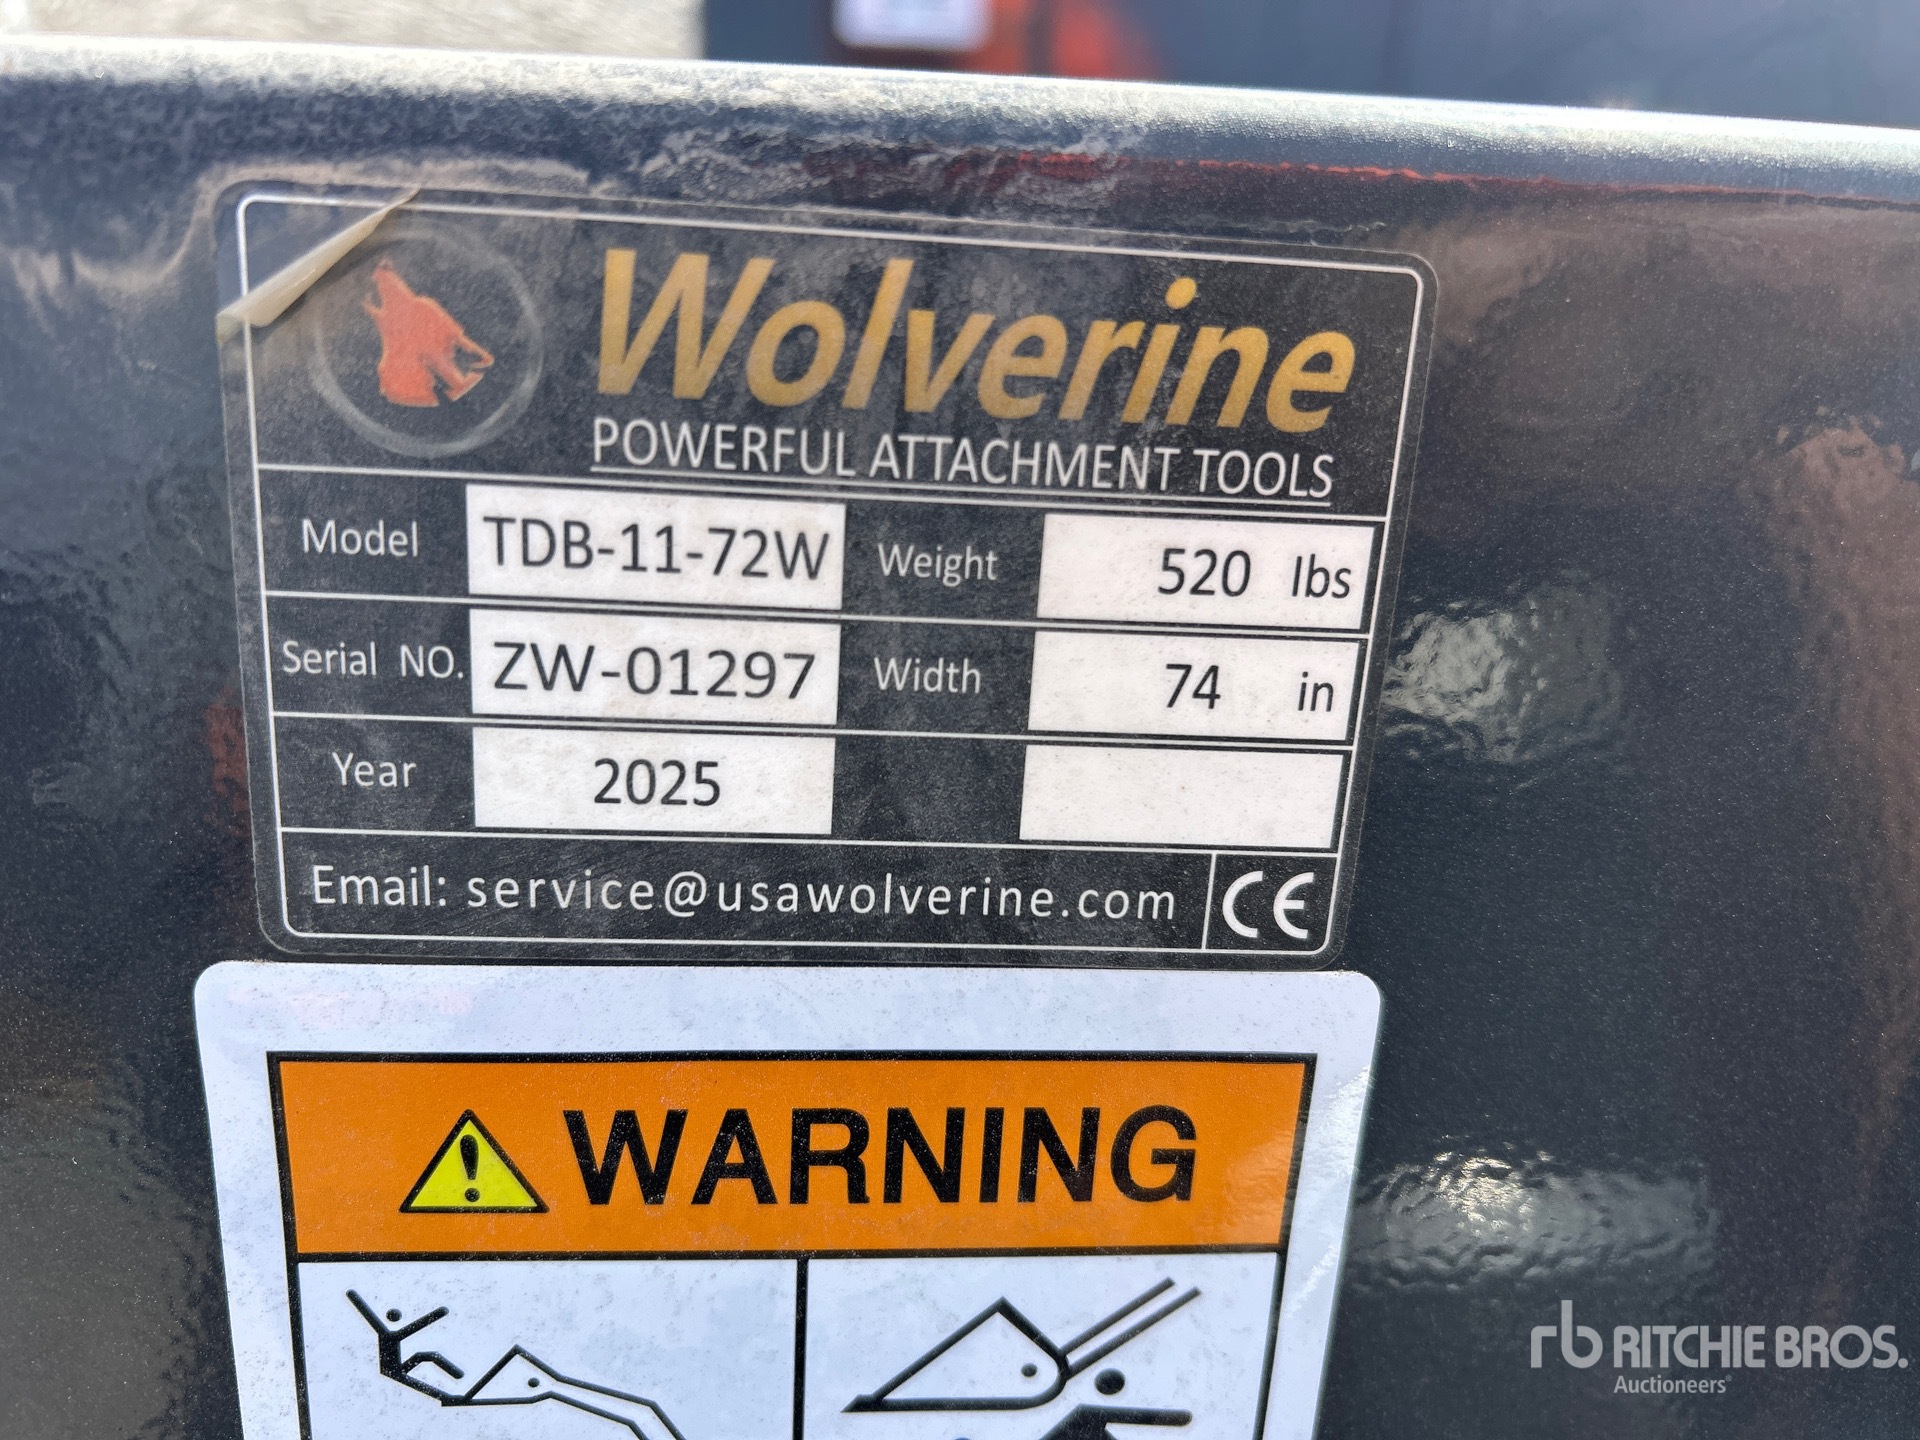 Wolverine
POWERFUL ATTACHMENT TOOLS
Model TDB-11-72W Weight 520 lbs
Serial NO. ZW-01297 Width 74 in
Year 2025
Email: service@usawolverine.com CE
WARNING
rb RITCHIE BROS.
Auctioneers